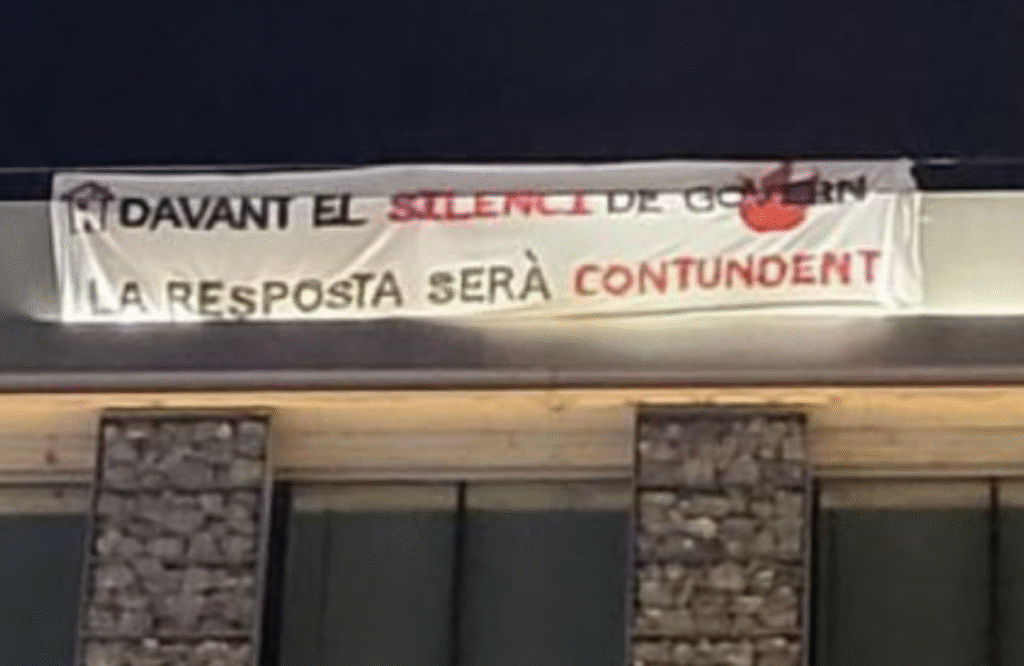 DAVANT EL SILENCI DE GOVERN
LA RESPOSTA SERÀ CONTUNDENT